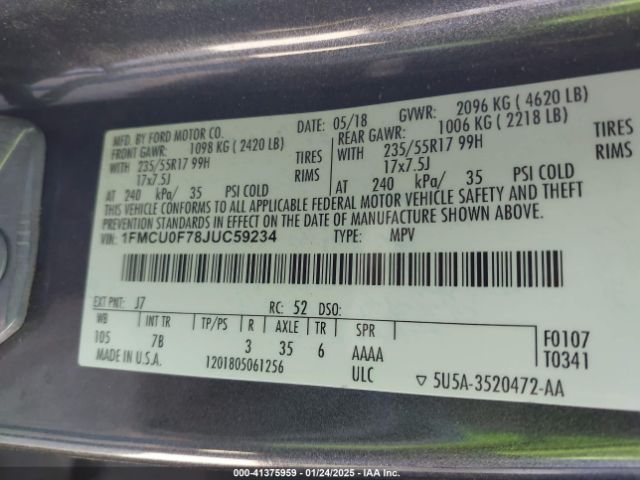 MFD. BY FORD MOTOR CO.
DATE: 05/18 GVWR: 2096 KG ( 4620 LB)
FRONT GAWR: 1098 KG ( 2420 LB)
REAR GAWR: 1006 KG ( 2218 LB)
WITH 235/55R17 99H TIRES
WITH 235/55R17 99H TIRES
17x7.5J RIMS
17x7.5J RIMS
AT 240 kPa/ 35 PSI COLD
AT 240 kPa/ 35 PSI COLD
THIS VEHICLE CONFORMS TO ALL APPLICABLE FEDERAL MOTOR VEHICLE SAFETY AND THEFT
PREVENTION STANDARDS IN EFFECT ON THE DATE OF MANUFACTURE SHOWN ABOVE.
VIN: 1FMCU0F78JUC59234 TYPE: MPV
EXT PNT: J7 RC: 52 DSO:
WB INT TR TP/PS R AXLE TR SPR
105 7B 3 35 6 AAAA
F0107
T0341
MADE IN U.S.A. 1201805061256 ULC
▽ 5U5A-3520472-AA
000-41375959 — 01/24/2025 — IAA Inc.